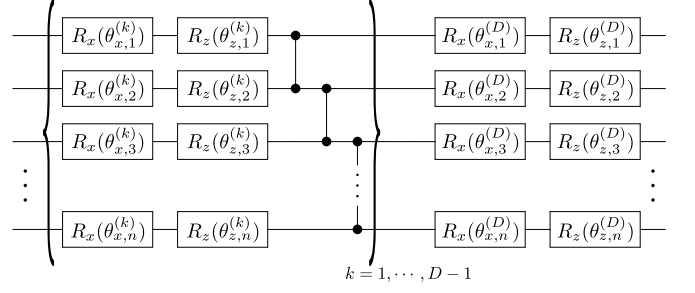 R_x(θ_{x,1}^{(k)}) R_z(θ_{z,1}^{(k)}) R_x(θ_{x,1}^{(D)}) R_z(θ_{z,1}^{(D)})
R_x(θ_{x,2}^{(k)}) R_z(θ_{z,2}^{(k)}) R_x(θ_{x,2}^{(D)}) R_z(θ_{z,2}^{(D)})
R_x(θ_{x,3}^{(k)}) R_z(θ_{z,3}^{(k)}) R_x(θ_{x,3}^{(D)}) R_z(θ_{z,3}^{(D)})
R_x(θ_{x,n}^{(k)}) R_z(θ_{z,n}^{(k)}) R_x(θ_{x,n}^{(D)}) R_z(θ_{z,n}^{(D)})
k = 1, ⋯ , D − 1